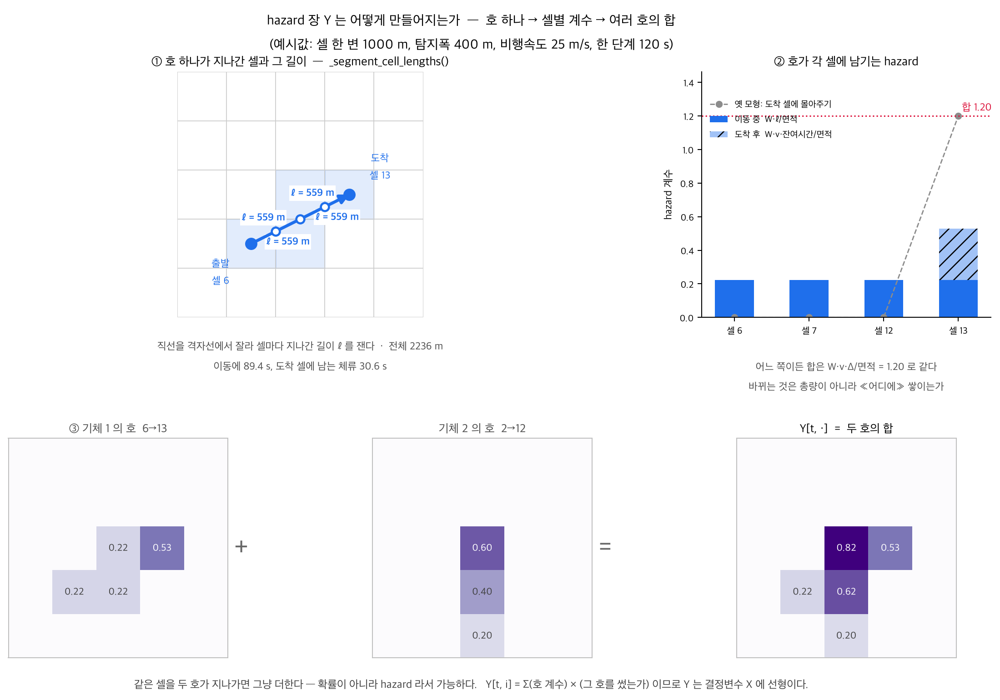 hazard 장 Y 는 어떻게 만들어지는가 — 호 하나 → 셀별 계수 → 여러 호의 합
(예시값: 셀 한 변 1000 m, 탐지폭 400 m, 비행속도 25 m/s, 한 단계 120 s)
① 호 하나가 지나간 셀과 그 길이 — _segment_cell_lengths()
도착
셀 13
ℓ = 559 m
ℓ = 559 m
ℓ = 559 m
ℓ = 559 m
출발
셀 6
직선을 격자선에서 잘라 셀마다 지나간 길이 ℓ 를 잰다 · 전체 2236 m
이동에 89.4 s, 도착 셀에 남는 체류 30.6 s
② 호가 각 셀에 남기는 hazard
hazard 계수
1.4
1.2
1.0
0.8
0.6
0.4
0.2
0.0
옛 모형: 도착 셀에 몰아주기
이동 중 W·ℓ/면적
도착 후 W·v·잔여시간/면적
합 1.20
셀 6
셀 7
셀 12
셀 13
어느 쪽이든 합은 W·v·Δ/면적 = 1.20 로 같다
바뀌는 것은 총량이 아니라 ≪어디에≫ 쌓이는가
③ 기체 1 의 호 6→13
0.22
0.53
0.22
0.22
+
기체 2 의 호 2→12
0.60
0.40
0.20
=
Y[t, ·] = 두 호의 합
0.82
0.53
0.22
0.62
0.20
같은 셀을 두 호가 지나가면 그냥 더한다 — 확률이 아니라 hazard 라서 가능하다. Y[t, i] = Σ(호 계수) × (그 호를 썼는가) 이므로 Y 는 결정변수 X 에 선형이다.